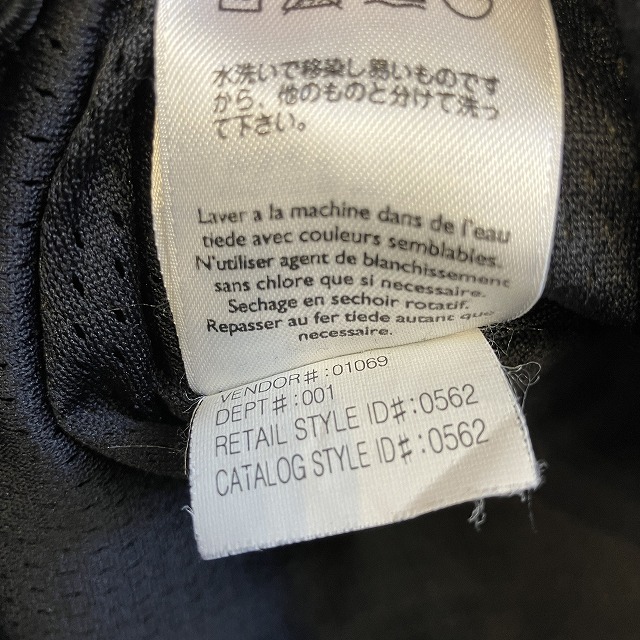 水洗いで移染し易いものです
から、他のものと分けて洗っ
て下さい。
Laver a la machine dans de l'eau
tiede avec couleurs semblables.
N'utiliser agent de blanchissement
sans chlore que si necessaire.
Sechage en sechoir rotatif.
Repasser au fer tiede autant que
necessaire.
VENDOR#:01069
DEPT#:001
RETAIL STYLE ID#:0562
CATALOG STYLE ID#:0562